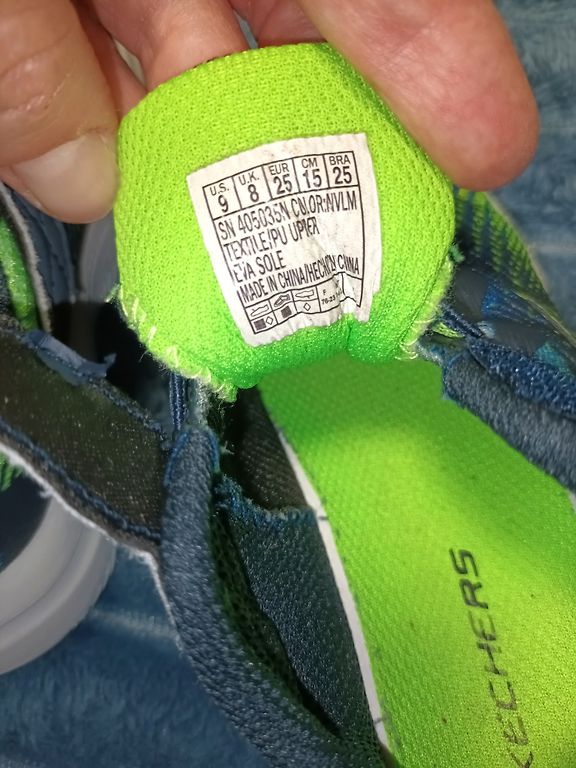 U.S. U.K. EUR CM BRA
9 8 25 15 25
SN 405035N COLOR:NVLM
TEXTILE/PU UPPER
EVA SOLE
MADE IN CHINA/HECHO EN CHINA
SKECHERS